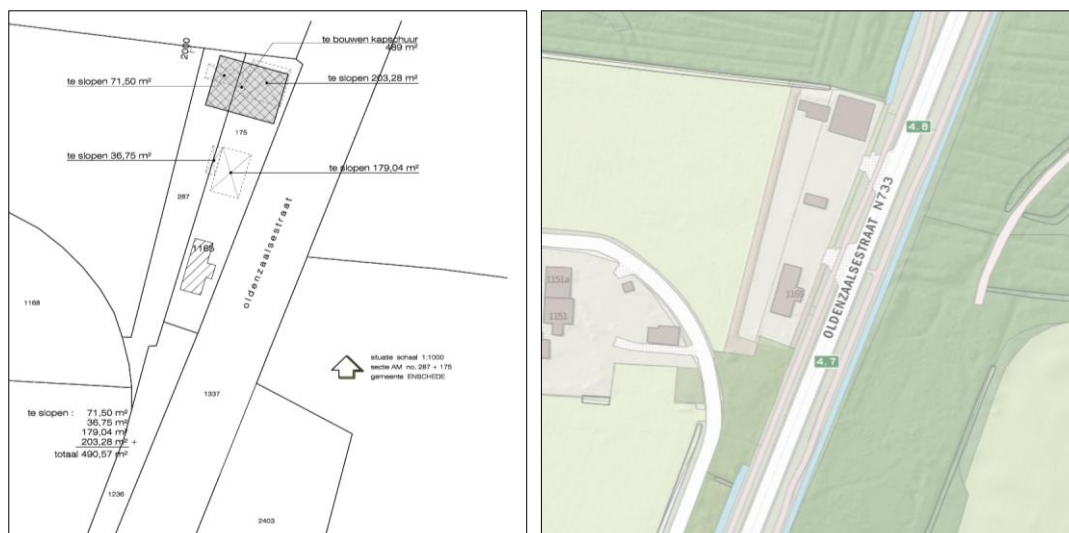 2000
te bouwen kapschuur
489 m²
te slopen 71,50 m²
te slopen 203,28 m²
175
te slopen 36,75 m²
te slopen 179,04 m²
287
1165
oldenzaalsestraat
1168
situatie schaal 1:1000
sectie AM no. 287 + 175
gemeente ENSCHEDE
1337
te slopen : 71,50 m²
36,75 m²
179,04 m²
203,28 m² +
totaal 490,57 m²
1236
2403
4.8
OLDENZAALSESTRAAT N733
1151a
1165
1151
4.7